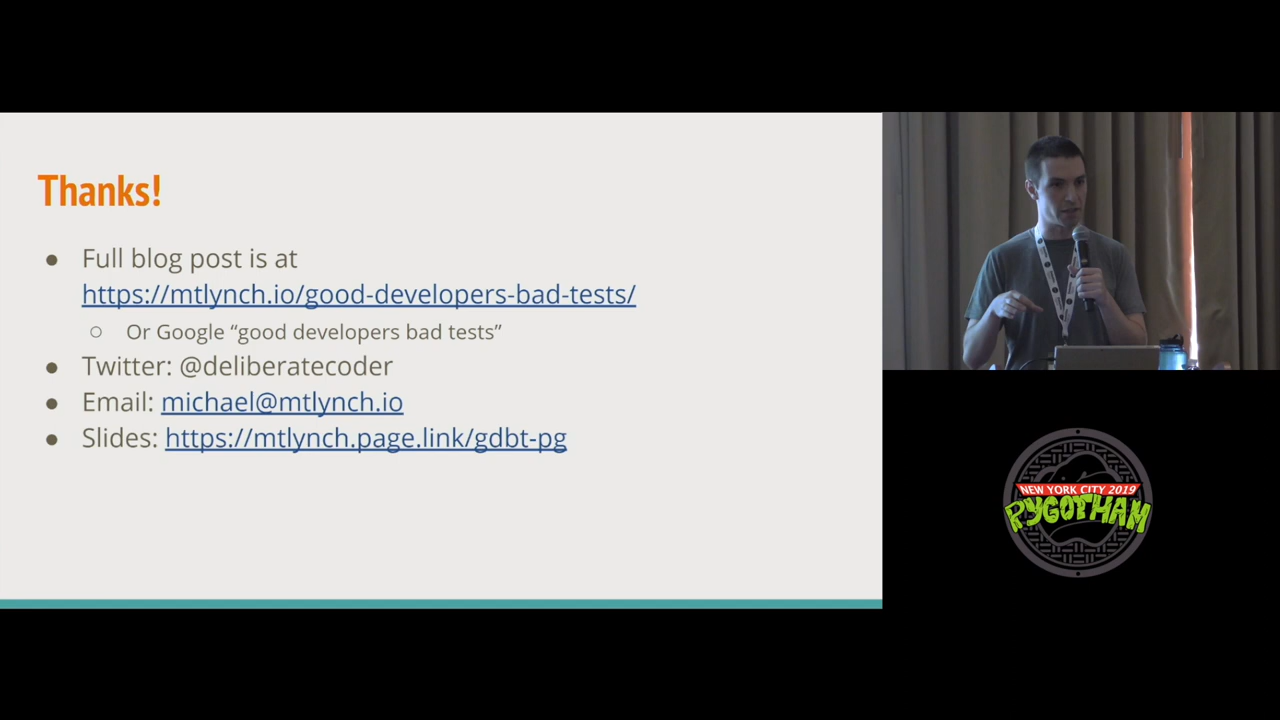 Thanks!
● Full blog post is at
https://mtlynch.io/good-developers-bad-tests/
○ Or Google “good developers bad tests”
● Twitter: @deliberatecoder
● Email: michael@mtlynch.io
● Slides: https://mtlynch.page.link/gdbt-pg
NEW YORK CITY 2019
PYGOTHAM